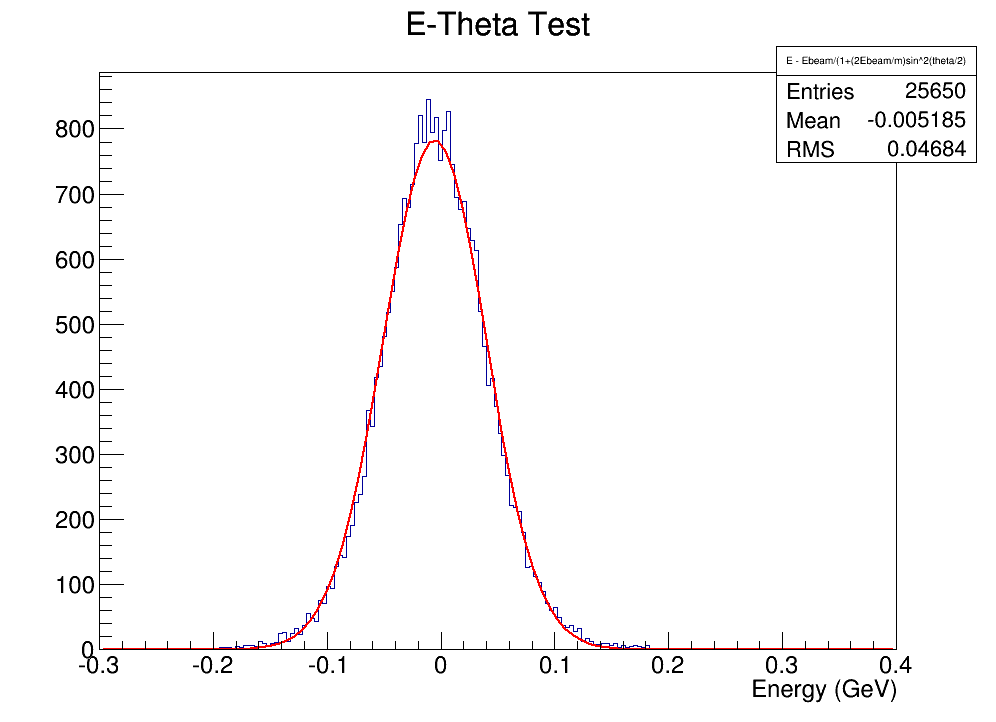 E-Theta Test
E - Ebeam/(1+(2Ebeam/m)sin^2(theta/2)
Entries 25650
Mean -0.005185
RMS 0.04684
800
700
600
500
400
300
200
100
0
-0.3 -0.2 -0.1 0 0.1 0.2 0.3 0.4
Energy (GeV)